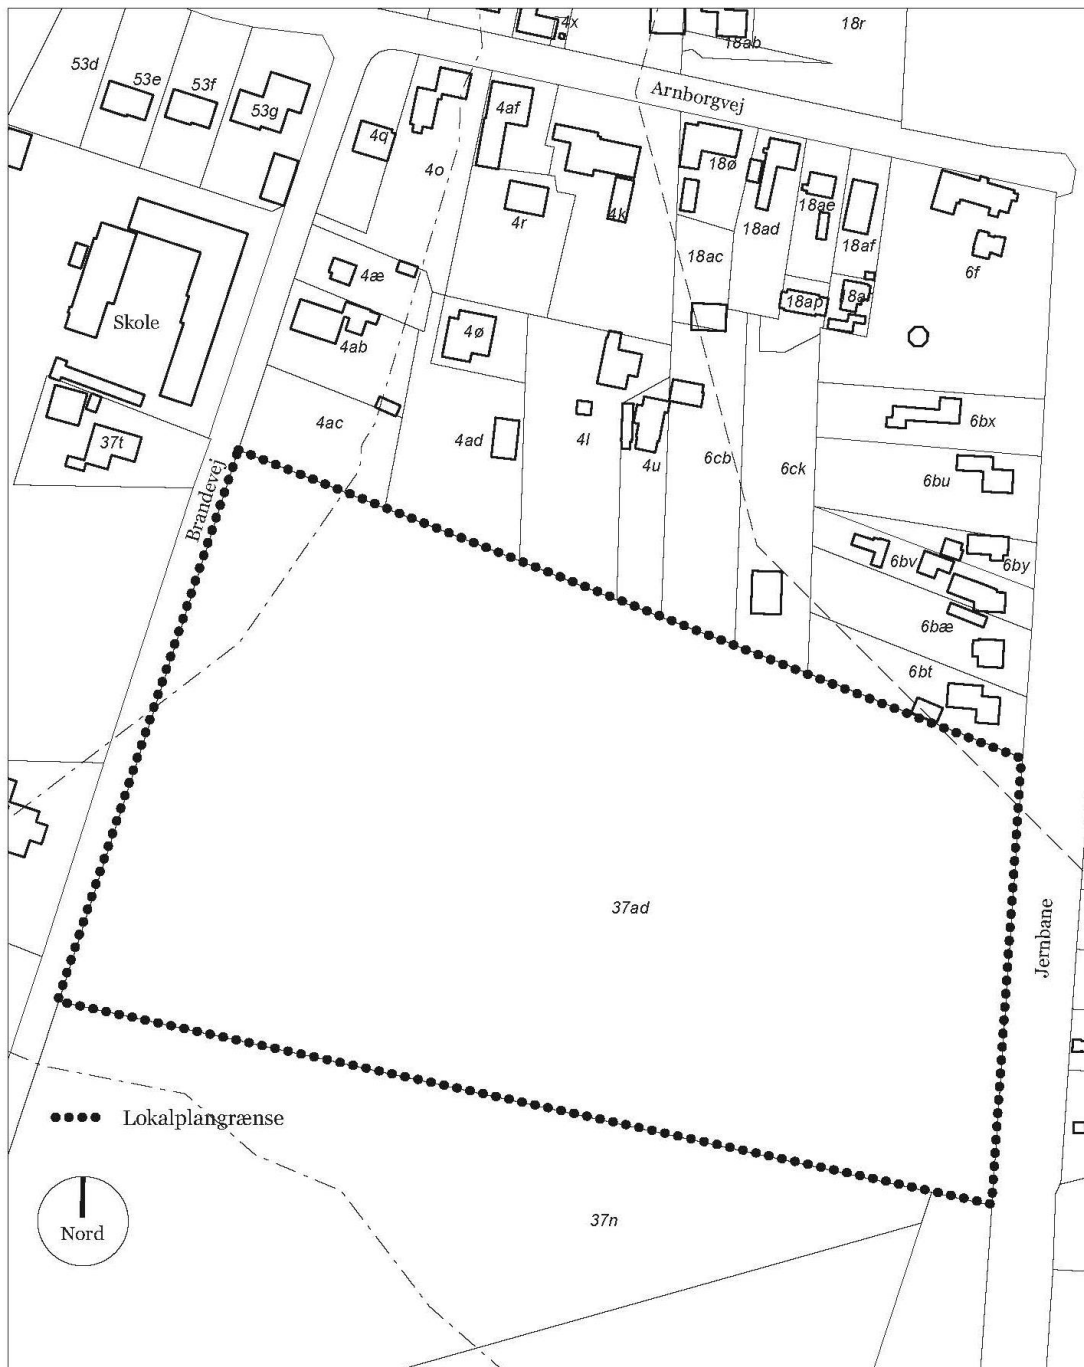 4x
18r
18ab
53d
53e
53f
53g
Arnborgvej
4q
4o
4af
4r
4k
18ø
18ad
18ae
18af
18ac
6f
4æ
18ap
Skole
4ab
4ø
4ac
4ad
4l
4u
6cb
6ck
6bx
37t
6bu
Brandevej
6bv
6by
6bæ
6bt
37ad
Jernbane
Lokalplangrænse
37n
Nord